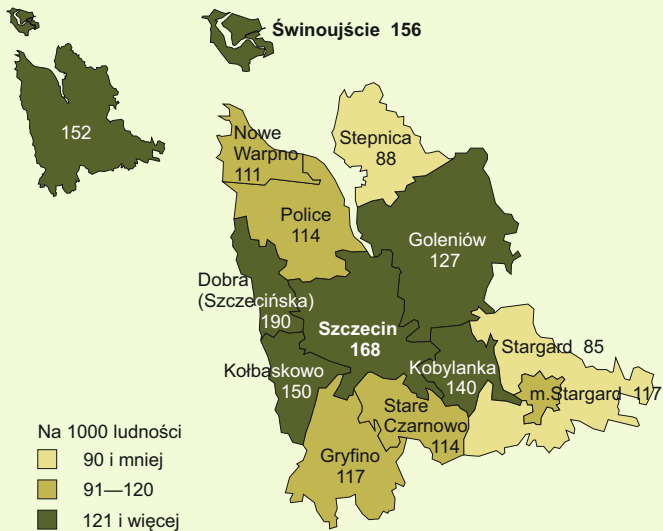 Świnoujście 156
152
Nowe
Warpno
111
Stepnica
88
Police
114
Goleniów
127
Dobra
(Szczecińska)
190
Szczecin
168
Stargard 85
Kołbaskowo
150
Kobylanka
140
m.Stargard 117
Stare
Czarnowo
114
Gryfino
117
Na 1000 ludności
90 i mniej
91—120
121 i więcej